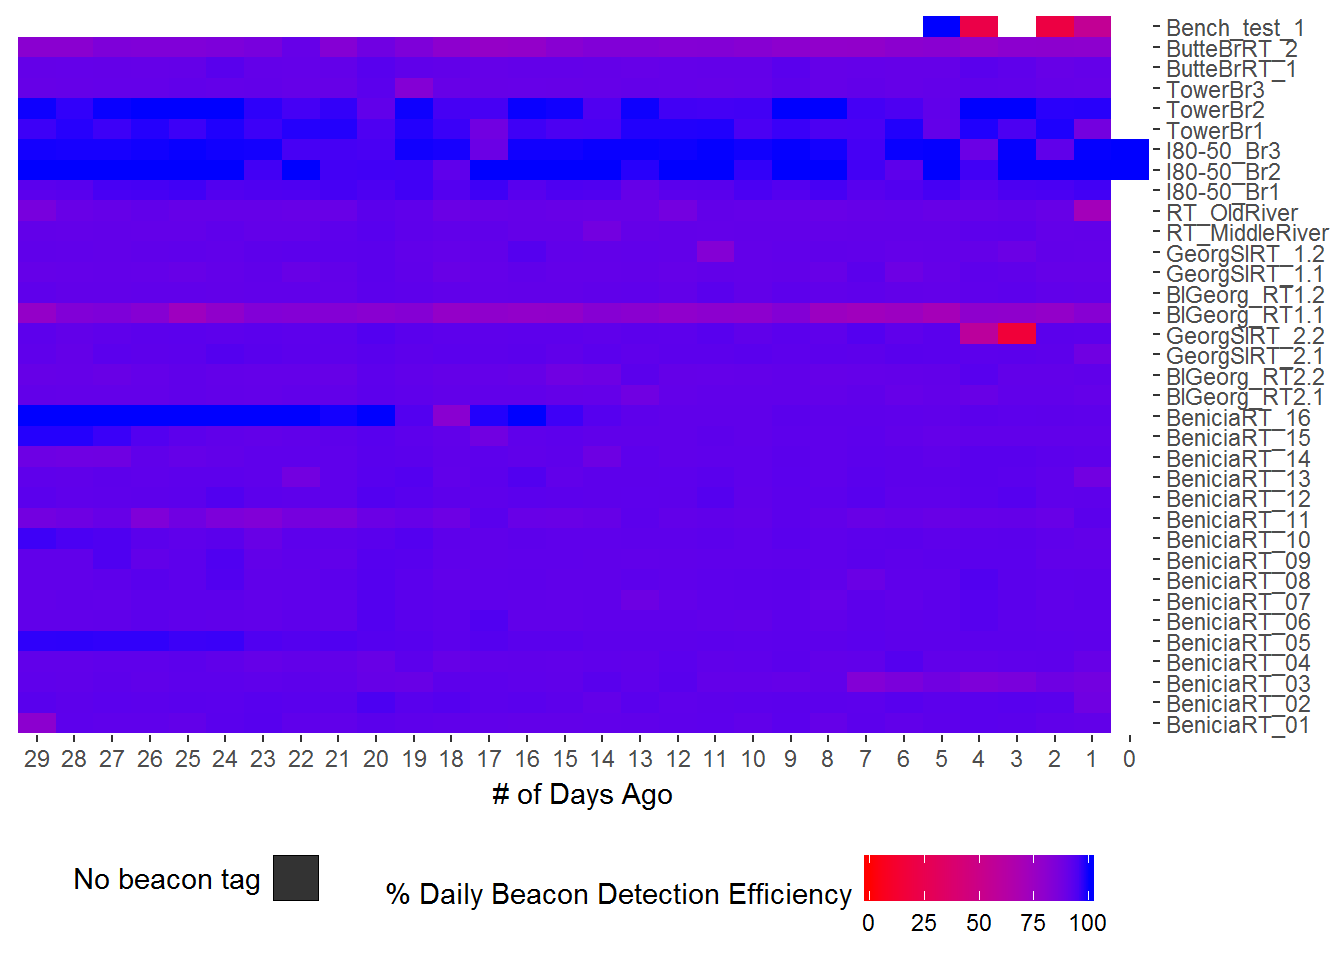 Bench_test_1
ButteBrRT_2
ButteBrRT_1
TowerBr3
TowerBr2
TowerBr1
I80-50_Br3
I80-50_Br2
I80-50_Br1
RT_OldRiver
RT_MiddleRiver
GeorgSlRT_1.2
GeorgSlRT_1.1
BlGeorg_RT1.2
BlGeorg_RT1.1
GeorgSlRT_2.2
GeorgSlRT_2.1
BlGeorg_RT2.2
BlGeorg_RT2.1
BeniciaRT_16
BeniciaRT_15
BeniciaRT_14
BeniciaRT_13
BeniciaRT_12
BeniciaRT_11
BeniciaRT_10
BeniciaRT_09
BeniciaRT_08
BeniciaRT_07
BeniciaRT_06
BeniciaRT_05
BeniciaRT_04
BeniciaRT_03
BeniciaRT_02
BeniciaRT_01
29 28 27 26 25 24 23 22 21 20 19 18 17 16 15 14 13 12 11 10 9 8 7 6 5 4 3 2 1 0
# of Days Ago
No beacon tag
% Daily Beacon Detection Efficiency
0 25 50 75 100